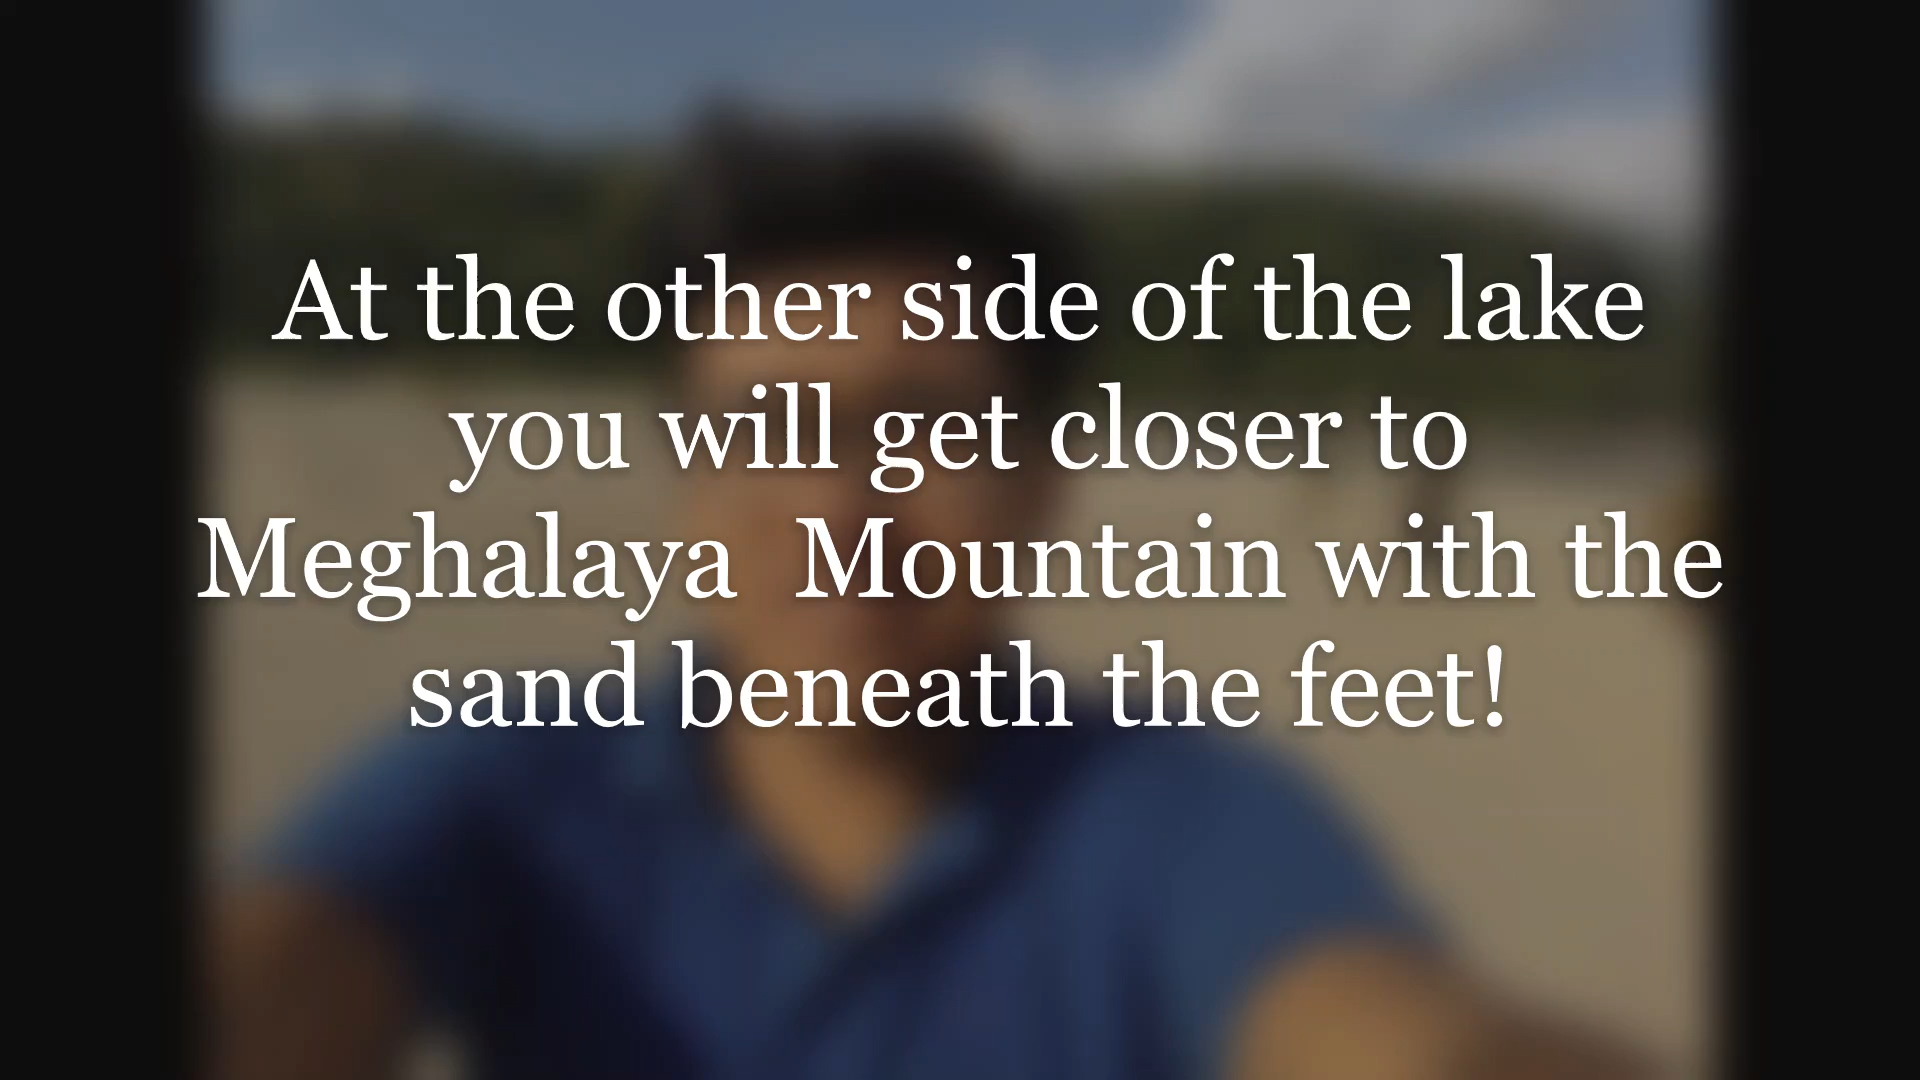 At the other side of the lake
you will get closer to
Meghalaya  Mountain with the
sand beneath the feet!